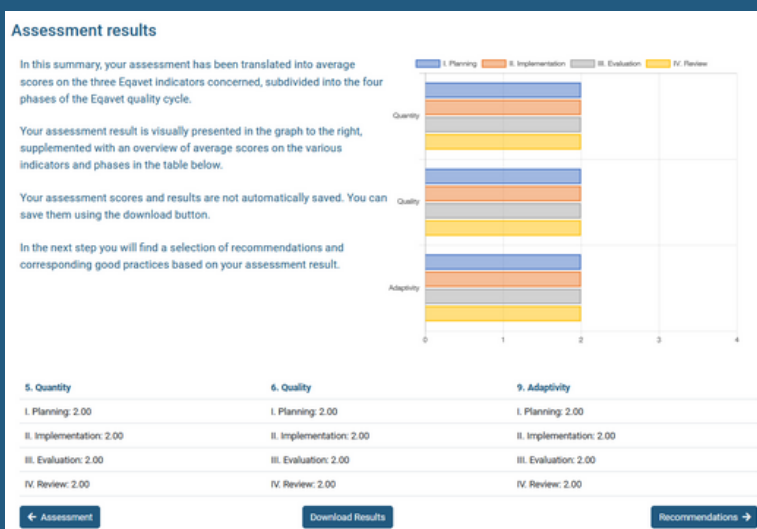 Assessment results
In this summary, your assessment has been translated into average
scores on the three Eqavet indicators concerned, subdivided into the four
phases of the Eqavet quality cycle.
Your assessment result is visually presented in the graph to the right,
supplemented with an overview of average scores on the various
indicators and phases in the table below.
Your assessment scores and results are not automatically saved. You can
save them using the download button.
In the next step you will find a selection of recommendations and
corresponding good practices based on your assessment result.
I. Planning II. Implementation III. Evaluation IV. Review
Quantity
Quality
Adaptivity
0 1 2 3 4
5. Quantity 6. Quality 9. Adaptivity
I. Planning: 2.00 I. Planning: 2.00 I. Planning: 2.00
II. Implementation: 2.00 II. Implementation: 2.00 II. Implementation: 2.00
III. Evaluation: 2.00 III. Evaluation: 2.00 III. Evaluation: 2.00
IV. Review: 2.00 IV. Review: 2.00 IV. Review: 2.00
← Assessment Download Results Recommendations →